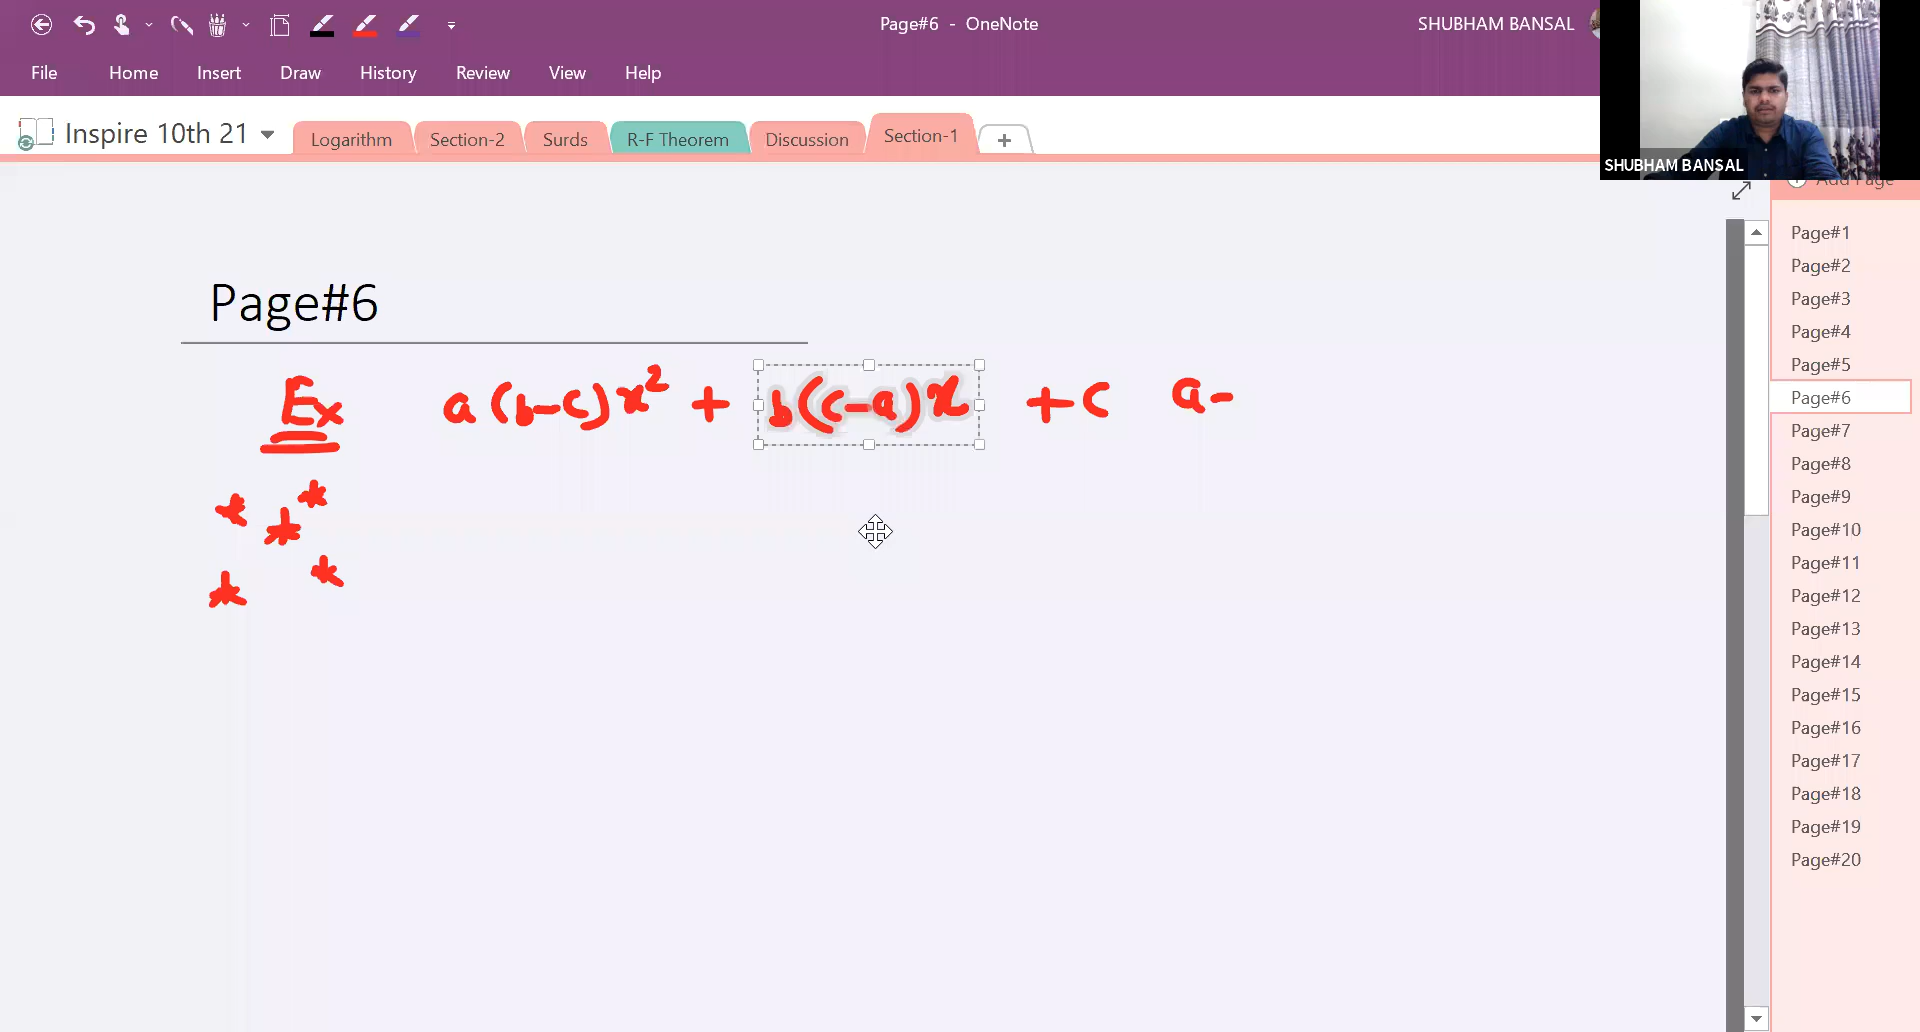 Page#6 - OneNote
SHUBHAM BANSAL
File Home Insert Draw History Review View Help
SHUBHAM BANSAL
Inspire 10th 21 Logarithm Section-2 Surds R-F Theorem Discussion Section-1
Add Page
Page#1
Page#2
Page#3
Page#4
Page#5
Page#6
Page#7
Page#8
Page#9
Page#10
Page#11
Page#12
Page#13
Page#14
Page#15
Page#16
Page#17
Page#18
Page#19
Page#20
Page#6
Ex a(b-c)x² + b(c-a)x + c a-